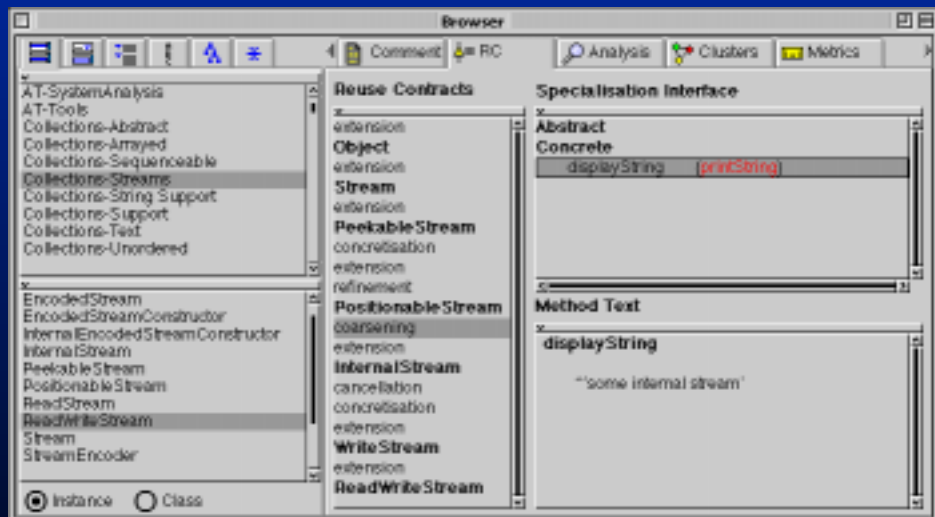 Browser
Comment
RC
Analysis
Clusters
Metrics
AT-SystemAnalysis
AT-Tools
Collections-Abstract
Collections-Arrayed
Collections-Sequenceable
Collections-Streams
Collections-String Support
Collections-Support
Collections-Text
Collections-Unordered
EncodedStream
EncodedStreamConstructor
InternalEncodedStreamConstructor
InternalStream
PeekableStream
PositionableStream
ReadStream
ReadWriteStream
Stream
StreamEncoder
Instance Class
Reuse Contracts
extension
Object
extension
Stream
extension
PeekableStream
concretisation
extension
refinement
PositionableStream
coarsening
extension
InternalStream
cancellation
concretisation
extension
WriteStream
extension
ReadWriteStream
Specialisation Interface
Abstract
Concrete
displayString {printString}
Method Text
displayString
^'some internal stream'